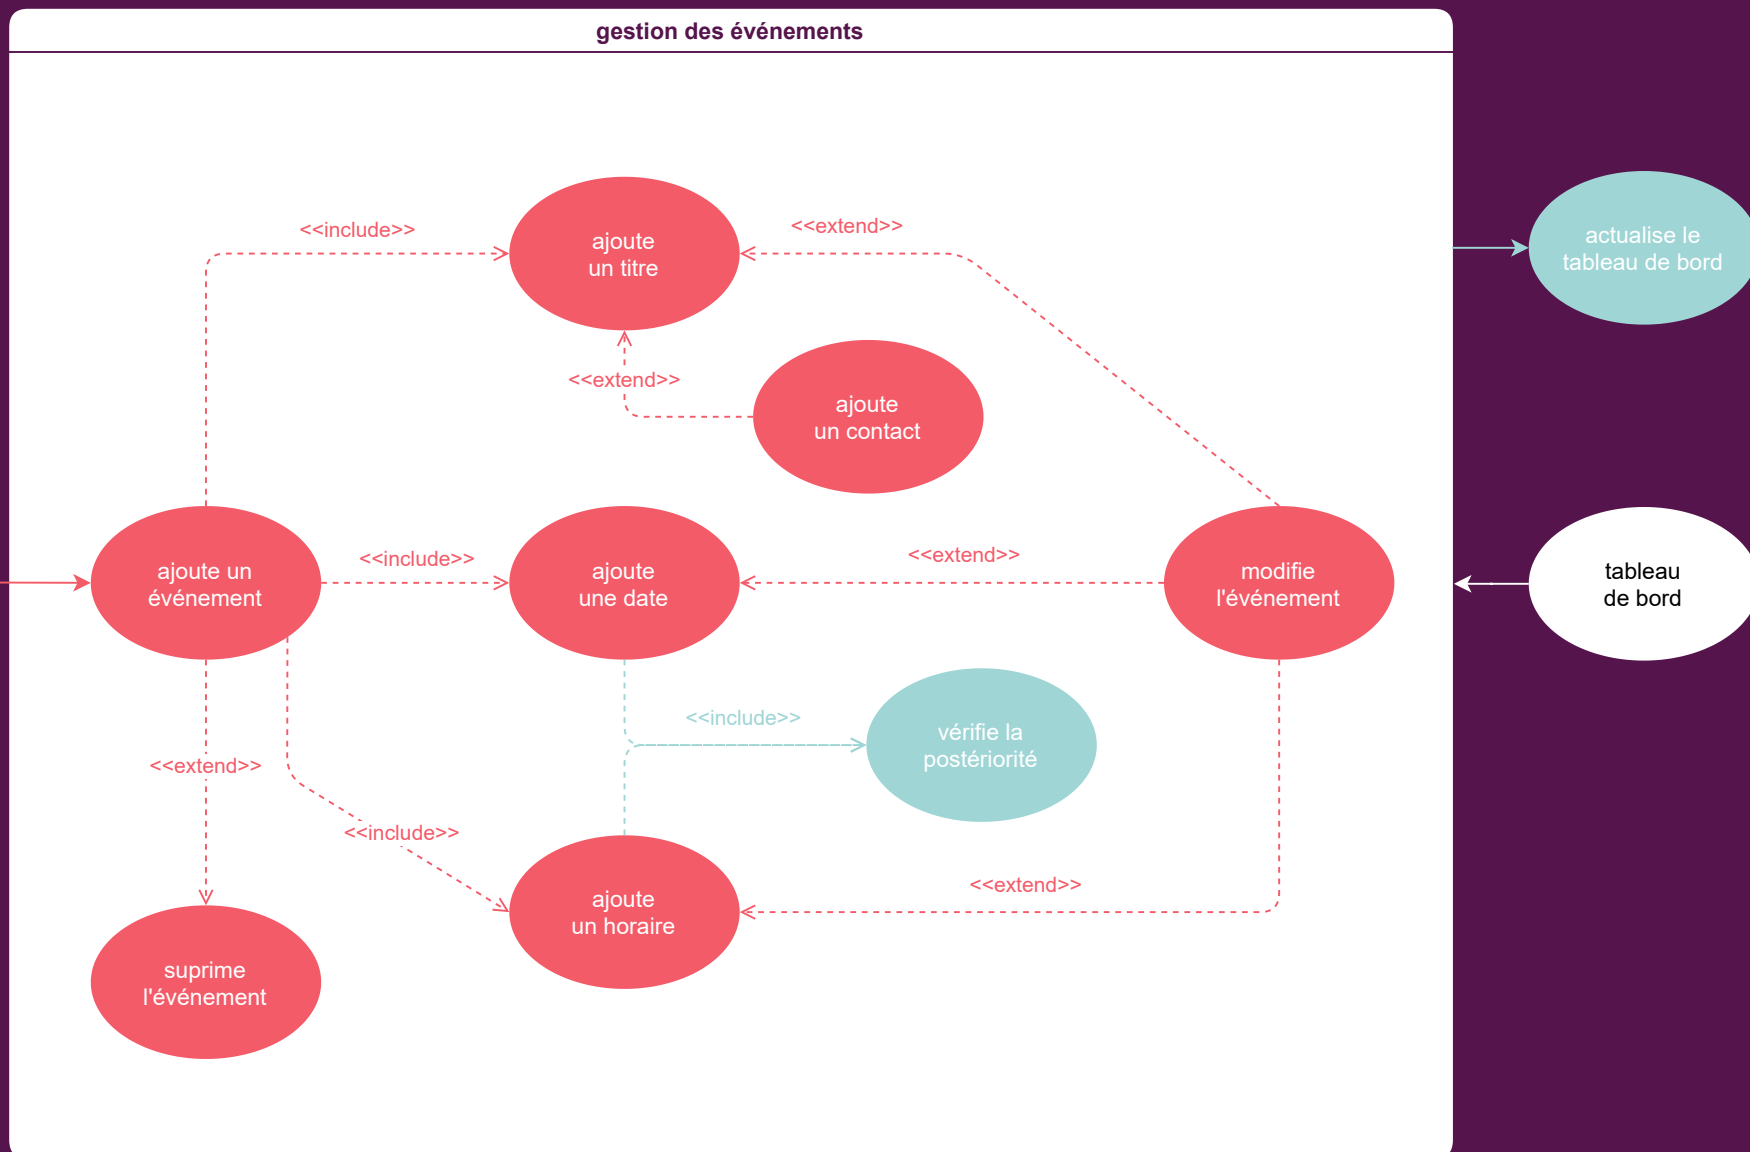 gestion des événements
<<include>>
<<extend>>
ajoute
un titre
actualise le
tableau de bord
<<extend>>
ajoute
un contact
ajoute un
événement
<<include>>
ajoute
une date
<<extend>>
modifie
l'événement
tableau
de bord
<<include>>
vérifie la
postériorité
<<extend>>
<<include>>
ajoute
un horaire
<<extend>>
suprime
l'événement